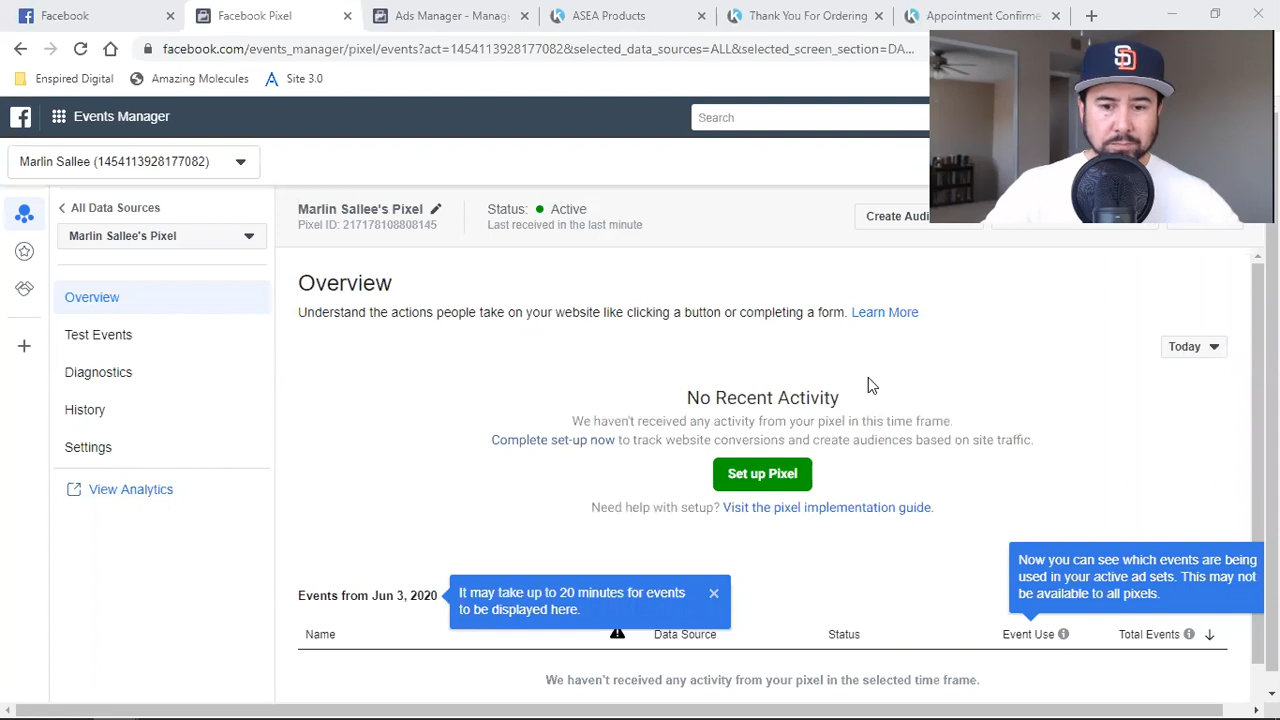 Facebook
Facebook Pixel
Ads Manager - Manag
ASEA Products
Thank You For Ordering
Appointment Confirme
facebook.com/events_manager/pixel/events?act=1454113928177082&selected_data_sources=ALL&selected_screen_section=DA...
Enspired Digital
Amazing Molecules
Site 3.0
Events Manager
Search
Marlin Sallee (1454113928177082)
All Data Sources
Marlin Sallee's Pixel
Overview
Test Events
Diagnostics
History
Settings
View Analytics
Marlin Sallee's Pixel
Pixel ID: 217178108808145
Status: Active
Last received in the last minute
Create Audi
Overview
Understand the actions people take on your website like clicking a button or completing a form. Learn More
Today
No Recent Activity
We haven't received any activity from your pixel in this time frame.
Complete set-up now to track website conversions and create audiences based on site traffic.
Set up Pixel
Need help with setup? Visit the pixel implementation guide.
Now you can see which events are being
used in your active ad sets. This may not
be available to all pixels.
Events from Jun 3, 2020
It may take up to 20 minutes for events
to be displayed here.
Name
Data Source
Status
Event Use
Total Events
We haven't received any activity from your pixel in the selected time frame.
SD